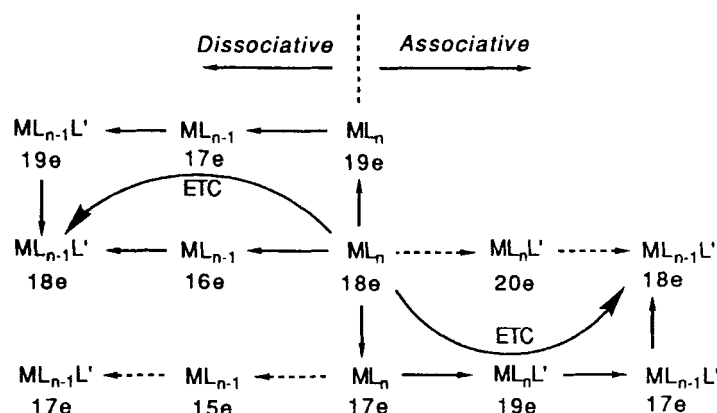 Dissociative Associative
MLₙ₋₁L' MLₙ₋₁ MLₙ
19e 17e 19e
ETC
MLₙ₋₁L' MLₙ₋₁ MLₙ MLₙL' MLₙ₋₁L'
18e 16e 18e 20e 18e
ETC
MLₙ₋₁L' MLₙ₋₁ MLₙ MLₙL' MLₙ₋₁L'
17e 15e 17e 19e 17e